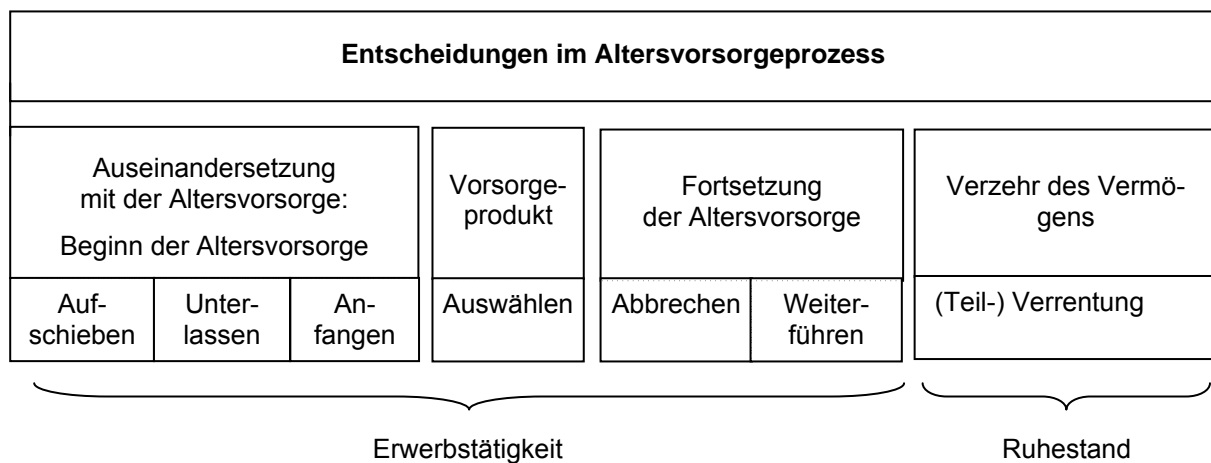 Entscheidungen im Altersvorsorgeprozess
Auseinandersetzung
mit der Altersvorsorge:
Beginn der Altersvorsorge
Vorsorge-
produkt
Fortsetzung
der Altersvorsorge
Verzehr des Vermö-
gens
Auf-
schieben
Unter-
lassen
An-
fangen
Auswählen
Abbrechen
Weiter-
führen
(Teil-) Verrentung
Erwerbstätigkeit
Ruhestand